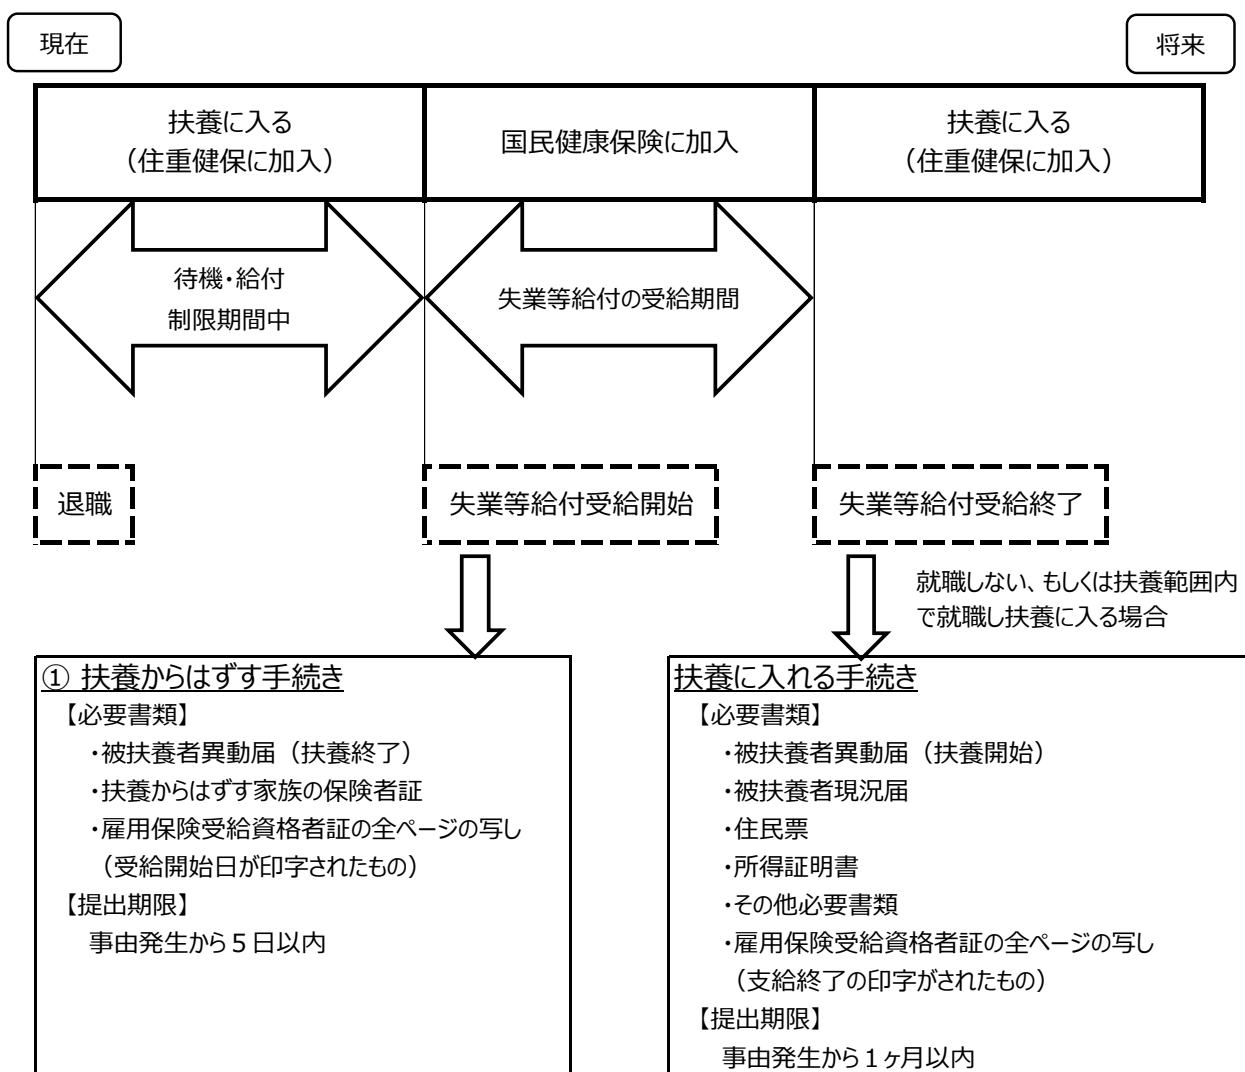 現在
将来
扶養に入る
（住重健保に加入）
国民健康保険に加入
扶養に入る
（住重健保に加入）
待機・給付
制限期間中
失業等給付の受給期間
退職
失業等給付受給開始
失業等給付受給終了
就職しない、もしくは扶養範囲内
で就職し扶養に入る場合
① 扶養からはずす手続き
【必要書類】
・被扶養者異動届（扶養終了）
・扶養からはずす家族の保険者証
・雇用保険受給資格者証の全ページの写し
（受給開始日が印字されたもの）
【提出期限】
事由発生から５日以内
扶養に入れる手続き
【必要書類】
・被扶養者異動届（扶養開始）
・被扶養者現況届
・住民票
・所得証明書
・その他必要書類
・雇用保険受給資格者証の全ページの写し
（支給終了の印字がされたもの）
【提出期限】
事由発生から１ヶ月以内